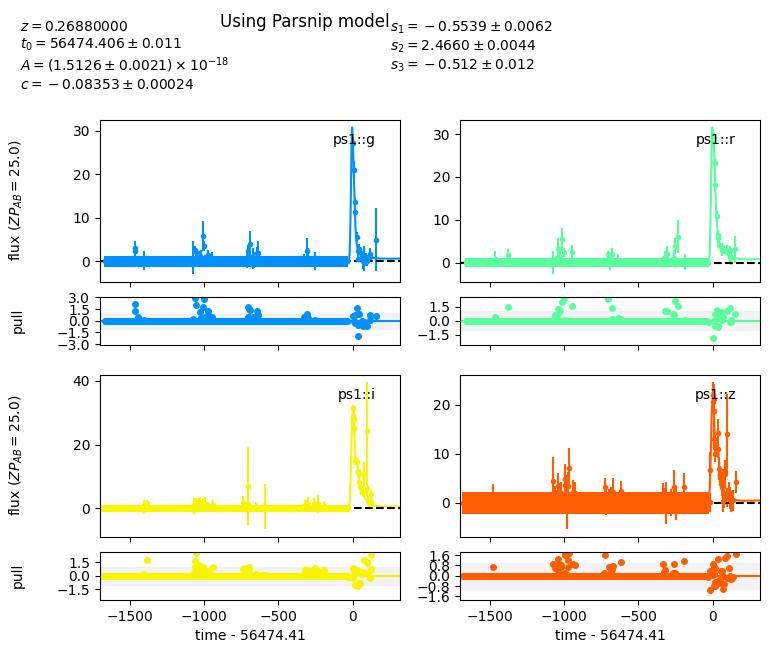 Using Parsnip model
z = 0.26880000
t0 = 56474.406 ± 0.011
A = (1.5126 ± 0.0021) × 10^−18
c = −0.08353 ± 0.00024
s1 = −0.5539 ± 0.0062
s2 = 2.4660 ± 0.0044
s3 = −0.512 ± 0.012
ps1::g
30
20
10
0
flux (ZP_AB = 25.0)
ps1::r
30
20
10
0
3.0
1.5
0.0
−1.5
−3.0
pull
1.5
0.0
−1.5
ps1::i
40
20
0
flux (ZP_AB = 25.0)
ps1::z
20
10
0
1.5
0.0
−1.5
pull
1.6
0.8
0.0
−0.8
−1.6
−1500 −1000 −500 0
time - 56474.41
−1500 −1000 −500 0
time - 56474.41